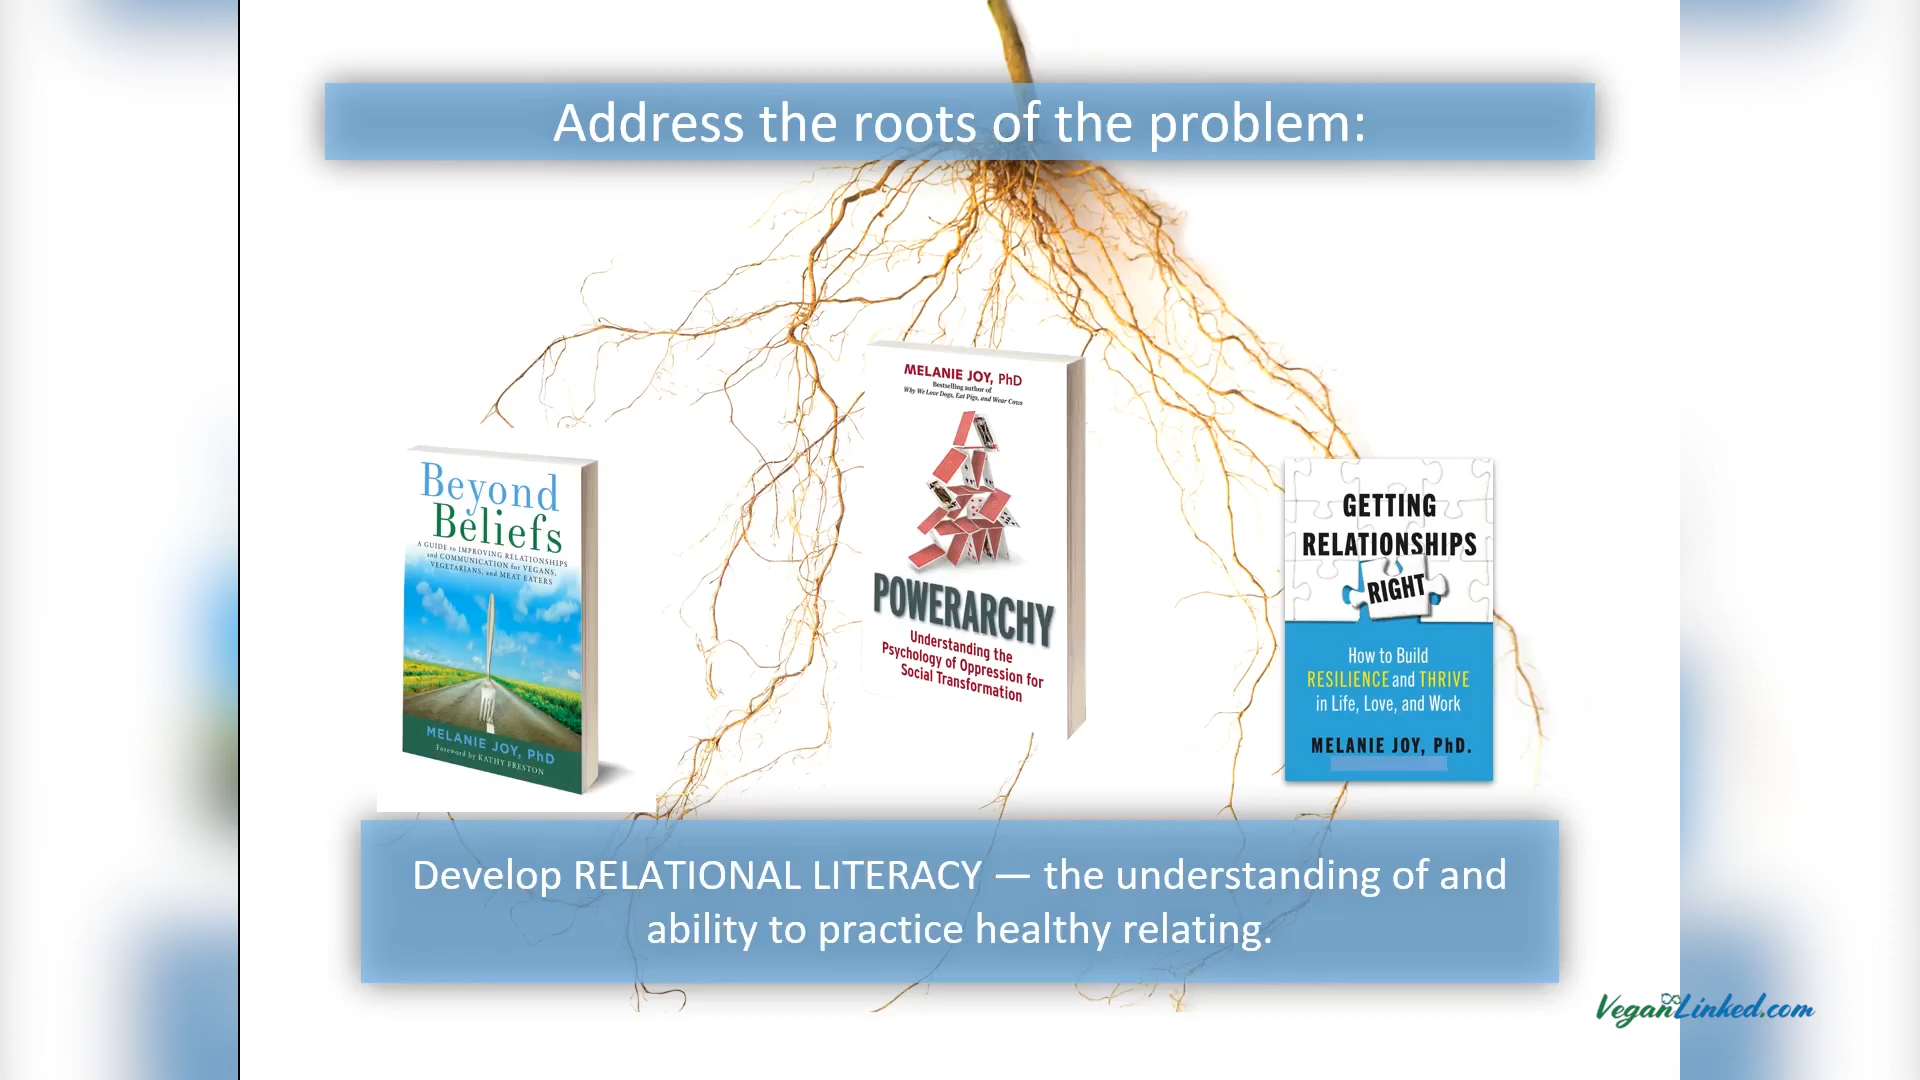 Address the roots of the problem:
Beyond
Beliefs
A GUIDE to IMPROVING RELATIONSHIPS
and COMMUNICATION for VEGANS,
VEGETARIANS, and MEAT EATERS
MELANIE JOY, PhD
Foreword by KATHY FRESTON
MELANIE JOY, PhD
Bestselling author of
Why We Love Dogs, Eat Pigs, and Wear Cows
POWERARCHY
Understanding the
Psychology of Oppression for
Social Transformation
GETTING
RELATIONSHIPS
RIGHT
How to Build
RESILIENCE and THRIVE
in Life, Love, and Work
MELANIE JOY, PhD.
Develop RELATIONAL LITERACY — the understanding of and
ability to practice healthy relating.
VeganLinked.com